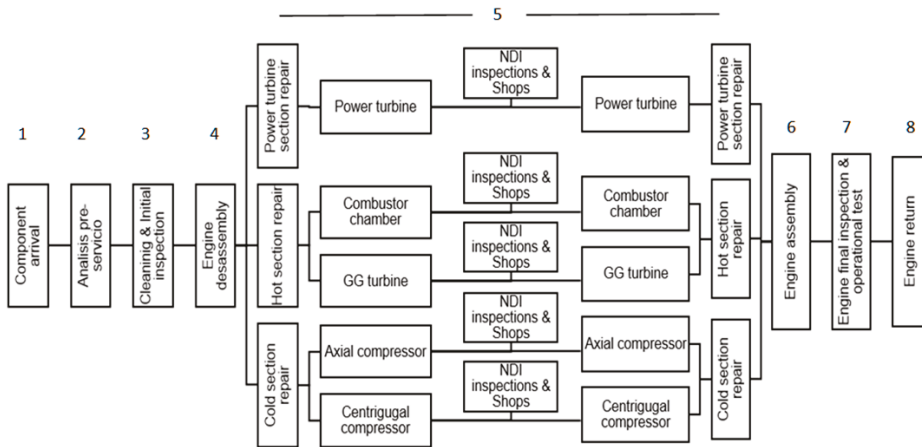 5
1
2
3
4
6
7
8
Component
arrival
Analisis pre-
servicio
Cleaninig & Initial
inspection
Engine
desassembly
Power turbine
section repair
Hot section repair
Cold section
repair
Power turbine
Combustor
chamber
GG turbine
Axial compressor
Centrigugal
compressor
NDI
inspections &
Shops
NDI
inspections &
Shops
NDI
inspections &
Shops
NDI
inspections &
Shops
NDI
inspections &
Shops
Power turbine
Combustor
chamber
GG turbine
Axial compressor
Centrigugal
compressor
Power turbine
section repair
Hot section
repair
Cold section
repair
Engine assembly
Engine final inspection &
operational test
Engine return